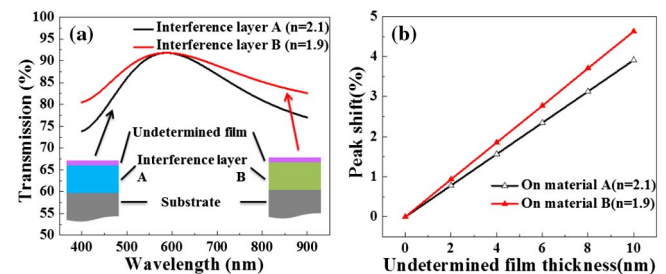 (a)
Interference layer A (n=2.1)
Interference layer B (n=1.9)
Transmission (%)
100
95
90
85
80
75
70
65
60
55
50
Undetermined film
Interference layer
A
B
Substrate
400 500 600 700 800 900
Wavelength (nm)
(b)
Peak shift(%)
5
4
3
2
1
0
On material A(n=2.1)
On material B(n=1.9)
0 2 4 6 8 10
Undetermined film thickness(nm)